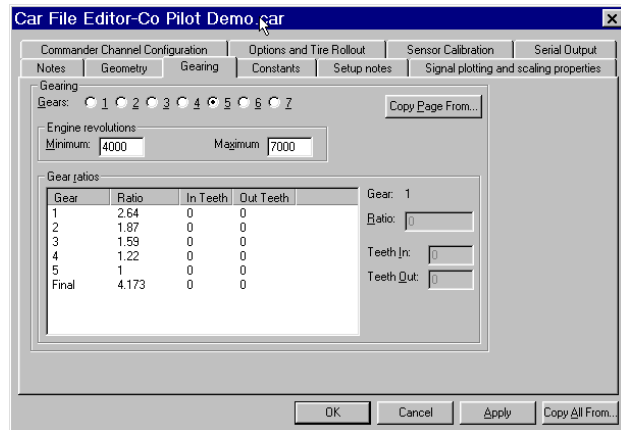 Car File Editor-Co Pilot Demo.car
Commander Channel Configuration Options and Tire Rollout Sensor Calibration Serial Output
Notes Geometry Gearing Constants Setup notes Signal plotting and scaling properties
Gearing
Gears: 1 2 3 4 5 6 7
Copy Page From...
Engine revolutions
Minimum: 4000 Maximum 7000
Gear ratios
Gear Ratio In Teeth Out Teeth
1 2.64 0 0
2 1.87 0 0
3 1.59 0 0
4 1.22 0 0
5 1 0 0
Final 4.173 0 0
Gear: 1
Ratio: 0
Teeth In: 0
Teeth Out: 0
OK Cancel Apply Copy All From...